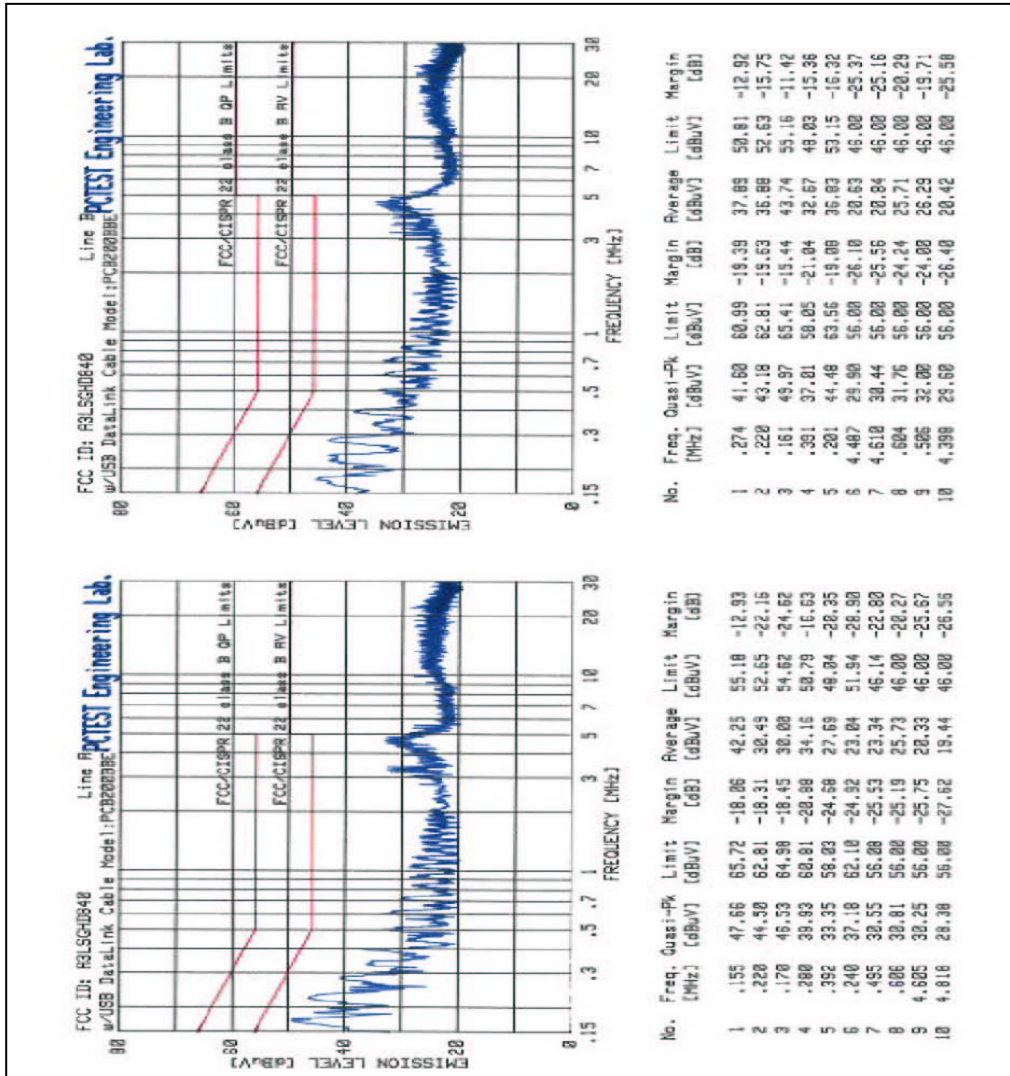 FCC ID: A3LSGHD840 Line A PCTEST Engineering Lab.
w/USB DataLink Cable Model:PCB200BBE
80
60
40
20
0
EMISSION LEVEL [dBuV]
FCC/CISPR 22 class B QP Limits
FCC/CISPR 22 class B AV Limits
.15 .3 .5 .7 1 3 5 7 10 20 30
FREQUENCY [MHz]
No. Freq. Quasi-Pk Limit Margin Average Limit Margin
[MHz] [dBuV] [dBuV] [dB] [dBuV] [dBuV] [dB]
1 .155 47.66 65.72 -18.06 42.25 55.18 -12.93
2 .220 44.50 62.81 -18.31 30.49 52.65 -22.16
3 .170 46.53 64.98 -18.45 30.00 54.62 -24.62
4 .280 39.93 60.81 -20.88 34.16 50.79 -16.63
5 .392 33.35 58.03 -24.68 27.69 48.04 -20.35
6 .240 37.18 62.10 -24.92 23.04 51.94 -28.90
7 .495 30.55 56.08 -25.53 23.34 46.14 -22.80
8 .606 30.81 56.00 -25.19 25.73 46.00 -20.27
9 4.605 30.25 56.00 -25.75 20.33 46.00 -25.67
10 4.818 28.38 56.00 -27.62 19.44 46.00 -26.56
FCC ID: A3LSGHD840 Line B PCTEST Engineering Lab.
w/USB DataLink Cable Model:PCB200BBE
80
60
40
20
0
EMISSION LEVEL [dBuV]
FCC/CISPR 22 class B QP Limits
FCC/CISPR 22 class B AV Limits
.15 .3 .5 .7 1 3 5 7 10 20 30
FREQUENCY [MHz]
No. Freq. Quasi-Pk Limit Margin Average Limit Margin
[MHz] [dBuV] [dBuV] [dB] [dBuV] [dBuV] [dB]
1 .274 41.60 60.99 -19.39 37.89 50.81 -12.92
2 .220 43.18 62.81 -19.63 36.88 52.63 -15.75
3 .161 49.97 65.41 -15.44 43.74 55.16 -11.42
4 .391 37.01 58.05 -21.04 32.67 48.03 -15.36
5 .201 44.48 63.56 -19.08 36.83 53.15 -16.32
6 4.487 29.90 56.00 -26.10 20.63 46.00 -25.37
7 4.610 30.44 56.00 -25.56 20.84 46.00 -25.16
8 .604 31.76 56.00 -24.24 25.71 46.00 -20.29
9 .506 32.00 56.00 -24.00 26.29 46.00 -19.71
10 4.398 29.60 56.00 -26.40 20.42 46.00 -25.58